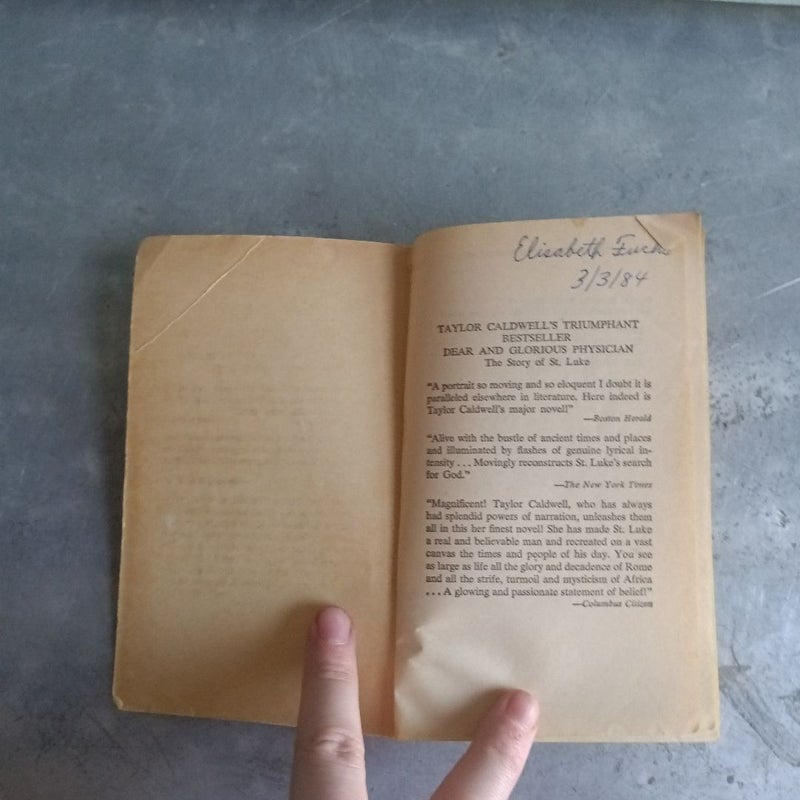 Elisabeth
3/3/84
TAYLOR CALDWELL'S TRIUMPHANT
BESTSELLER
DEAR AND GLORIOUS PHYSICIAN
The Story of St. Luke
"A portrait so moving and so eloquent I doubt it is
paralleled elsewhere in literature. Here indeed is
Taylor Caldwell's major novel!"
—Boston Herald
"Alive with the bustle of ancient times and places
and illuminated by flashes of genuine lyrical in-
tensity . . . Movingly reconstructs St. Luke's search
for God."
—The New York Times
"Magnificent! Taylor Caldwell, who has always
had splendid powers of narration, unleashes them
all in this her finest novel! She has made St. Luke
a real and believable man and recreated on a vast
canvas the times and people of his day. You see
as large as life all the glory and decadence of Rome
and all the strife, turmoil and mysticism of Africa
. . . A glowing and passionate statement of belief!"
—Columbus Citizen